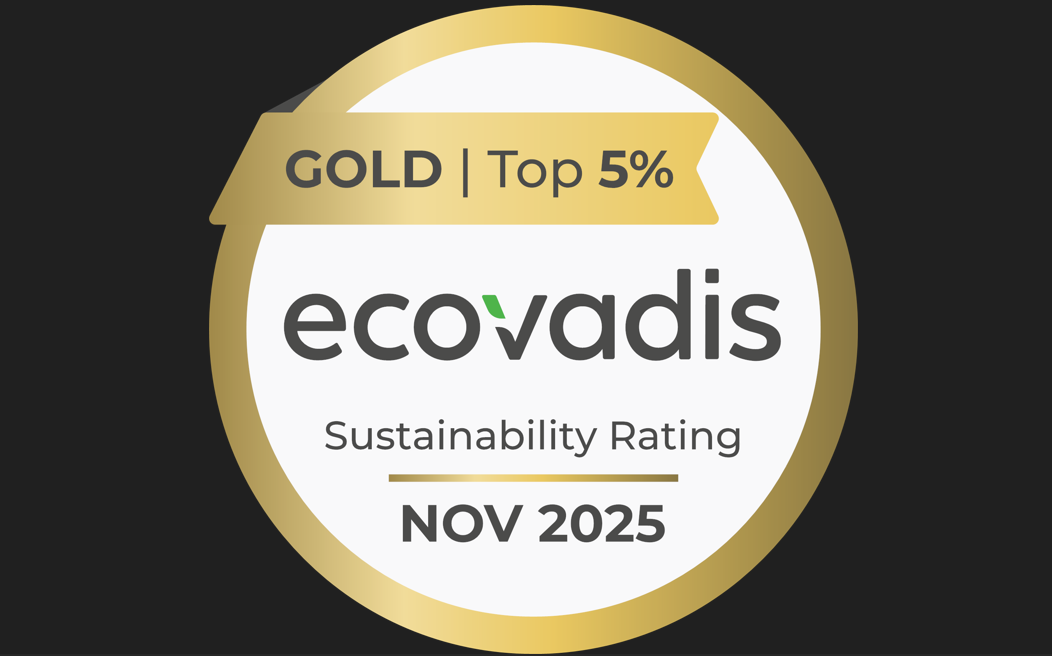 GOLD | Top 5%
ecovadis
Sustainability Rating
NOV 2025